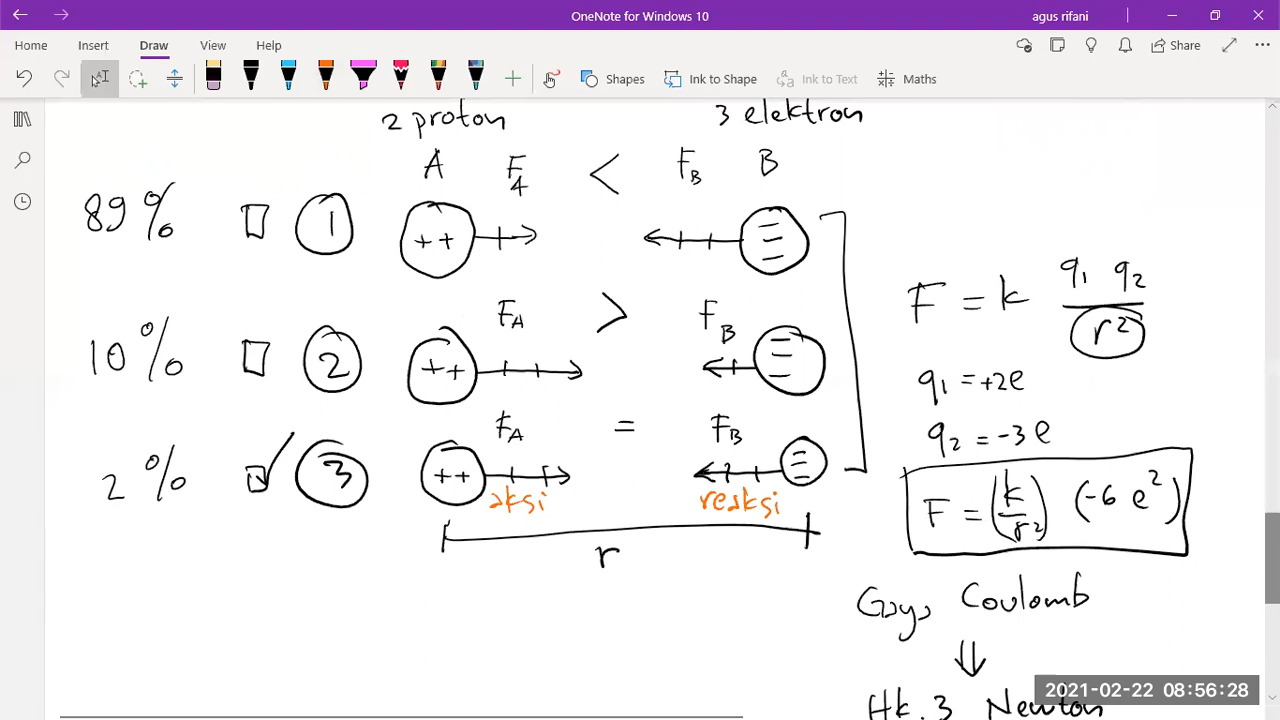 OneNote for Windows 10
agus rifani
Home Insert Draw View Help
Share
Shapes Ink to Shape Ink to Text Maths
2 proton 3 elektron
A F4 < FB B
89% 1 ++
FA > FB
10% 2 ++
FA = FB
2% 3 ++
aksi reaksi
r
F = k q1 q2 / r²
q1 = +2e
q2 = -3e
F = (k/r²) (-6 e²)
Gaya Coulomb
⇓
Hk. 3 Newton
2021-02-22 08:56:28